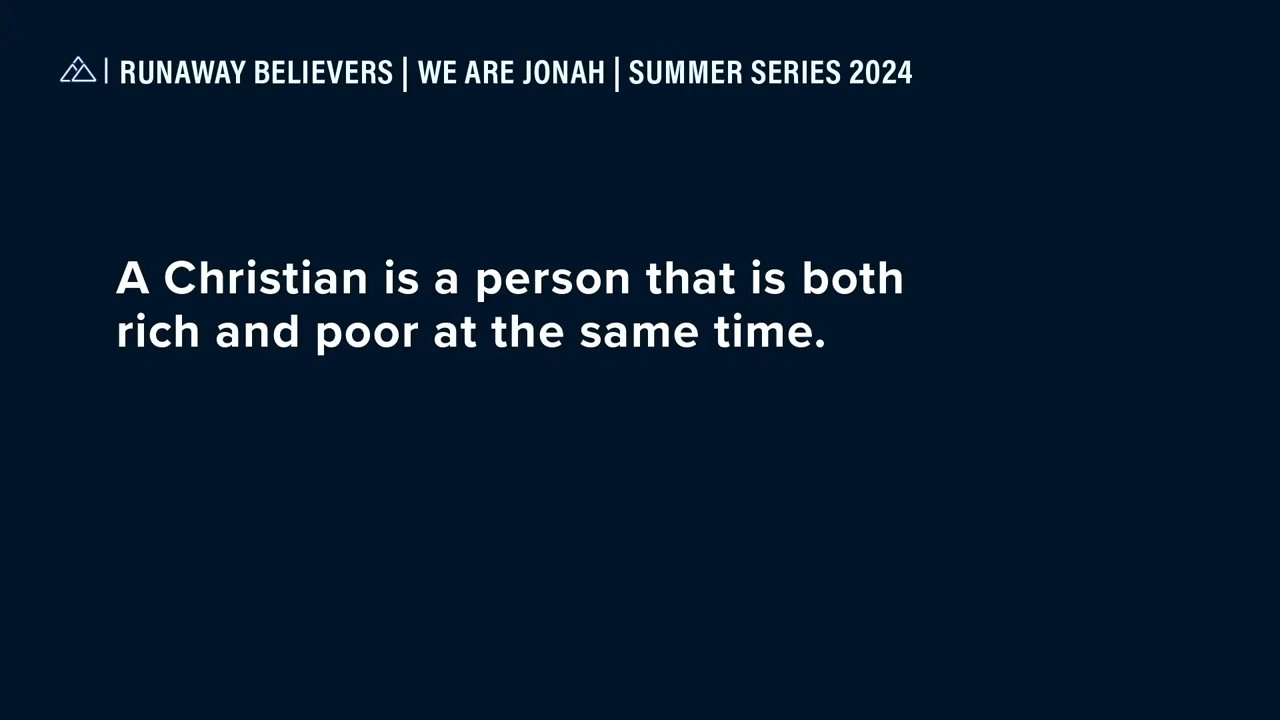 | RUNAWAY BELIEVERS | WE ARE JONAH | SUMMER SERIES 2024
A Christian is a person that is both
rich and poor at the same time.